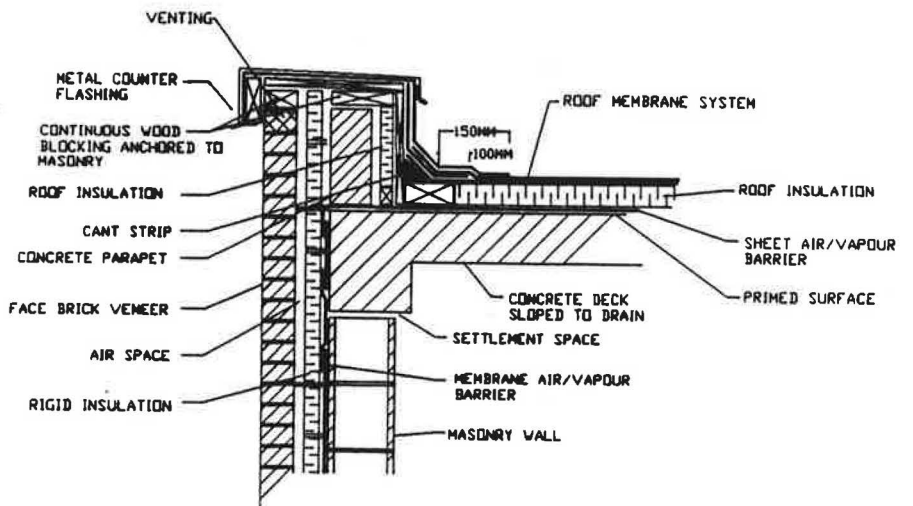 VENTING
METAL COUNTER
FLASHING
CONTINUOUS WOOD
BLOCKING ANCHORED TO
MASONRY
ROOF INSULATION
CANT STRIP
CONCRETE PARAPET
FACE BRICK VENEER
AIR SPACE
RIGID INSULATION
150MM
100MM
ROOF MEMBRANE SYSTEM
ROOF INSULATION
SHEET AIR/VAPOUR
BARRIER
PRIMED SURFACE
CONCRETE DECK
SLOPED TO DRAIN
SETTLEMENT SPACE
MEMBRANE AIR/VAPOUR
BARRIER
MASONRY WALL